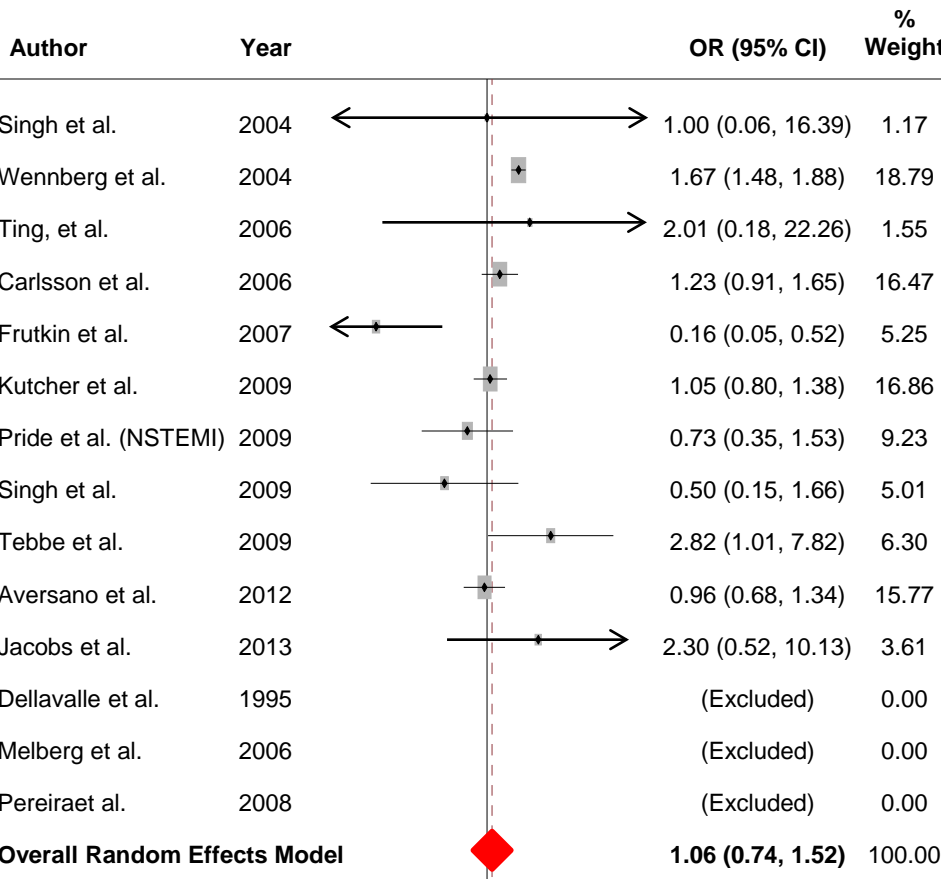 Author Year OR (95% CI) % Weight
Singh et al. 2004 1.00 (0.06, 16.39) 1.17
Wennberg et al. 2004 1.67 (1.48, 1.88) 18.79
Ting, et al. 2006 2.01 (0.18, 22.26) 1.55
Carlsson et al. 2006 1.23 (0.91, 1.65) 16.47
Frutkin et al. 2007 0.16 (0.05, 0.52) 5.25
Kutcher et al. 2009 1.05 (0.80, 1.38) 16.86
Pride et al. (NSTEMI) 2009 0.73 (0.35, 1.53) 9.23
Singh et al. 2009 0.50 (0.15, 1.66) 5.01
Tebbe et al. 2009 2.82 (1.01, 7.82) 6.30
Aversano et al. 2012 0.96 (0.68, 1.34) 15.77
Jacobs et al. 2013 2.30 (0.52, 10.13) 3.61
Dellavalle et al. 1995 (Excluded) 0.00
Melberg et al. 2006 (Excluded) 0.00
Pereiraet al. 2008 (Excluded) 0.00
Overall Random Effects Model 1.06 (0.74, 1.52) 100.00